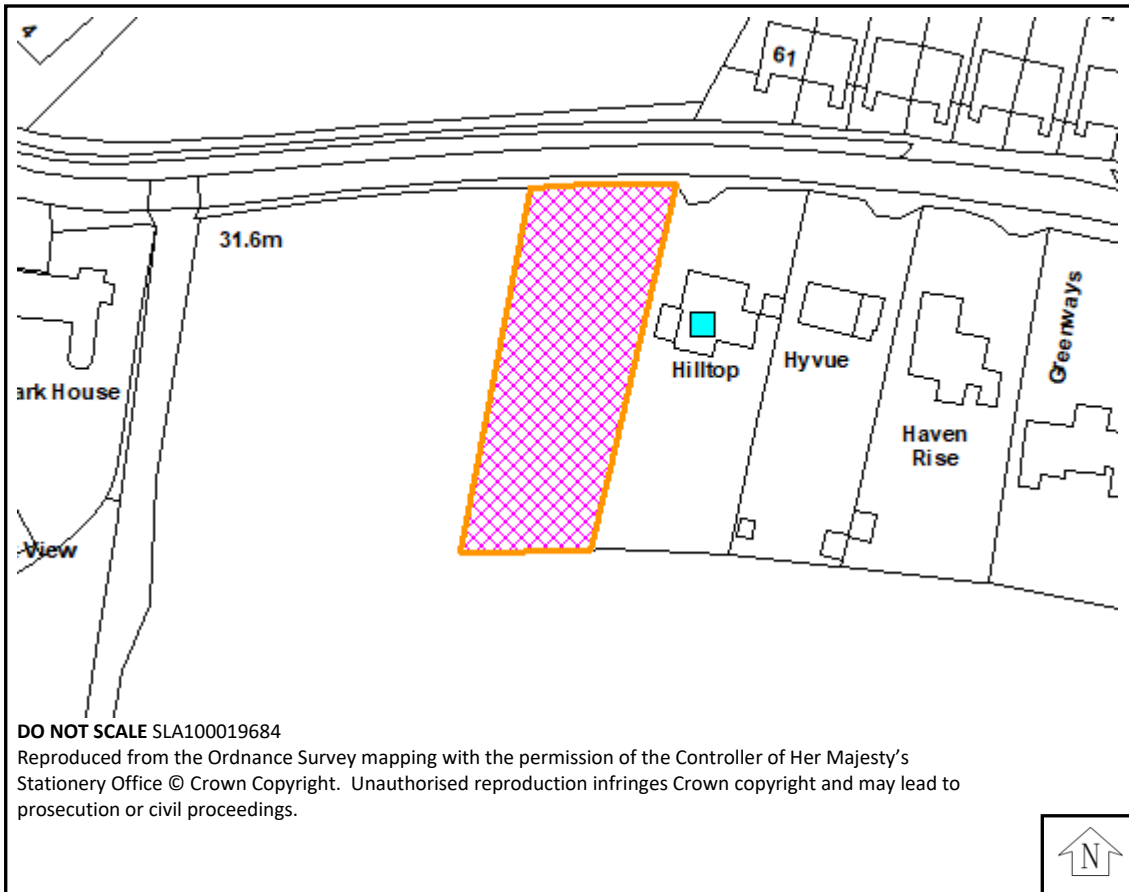 4
61
31.6m
Greenways
Hilltop
Hyvue
ark House
Haven
Rise
View
DO NOT SCALE SLA100019684
Reproduced from the Ordnance Survey mapping with the permission of the Controller of Her Majesty's
Stationery Office © Crown Copyright. Unauthorised reproduction infringes Crown copyright and may lead to
prosecution or civil proceedings.
N